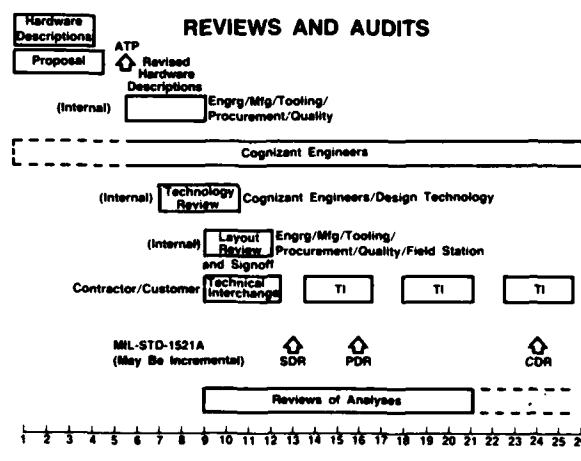 Hardware
Descriptions
REVIEWS AND AUDITS
Proposal
ATP
Revised
Hardware
Descriptions
(Internal)
Engrg/Mfg/Tooling/
Procurement/Quality
Cognizant Engineers
(Internal)
Technology
Review
Cognizant Engineers/Design Technology
(Internal)
Layout
Review
and Signoff
Engrg/Mfg/Tooling/
Procurement/Quality/Field Station
Contractor/Customer
Technical
Interchange
TI
TI
TI
MIL-STD-1521A
(May Be Incremental)
SDR
PDR
CDR
Reviews of Analyses
1 2 3 4 5 6 7 8 9 10 11 12 13 14 15 16 17 18 19 20 21 22 23 24 25